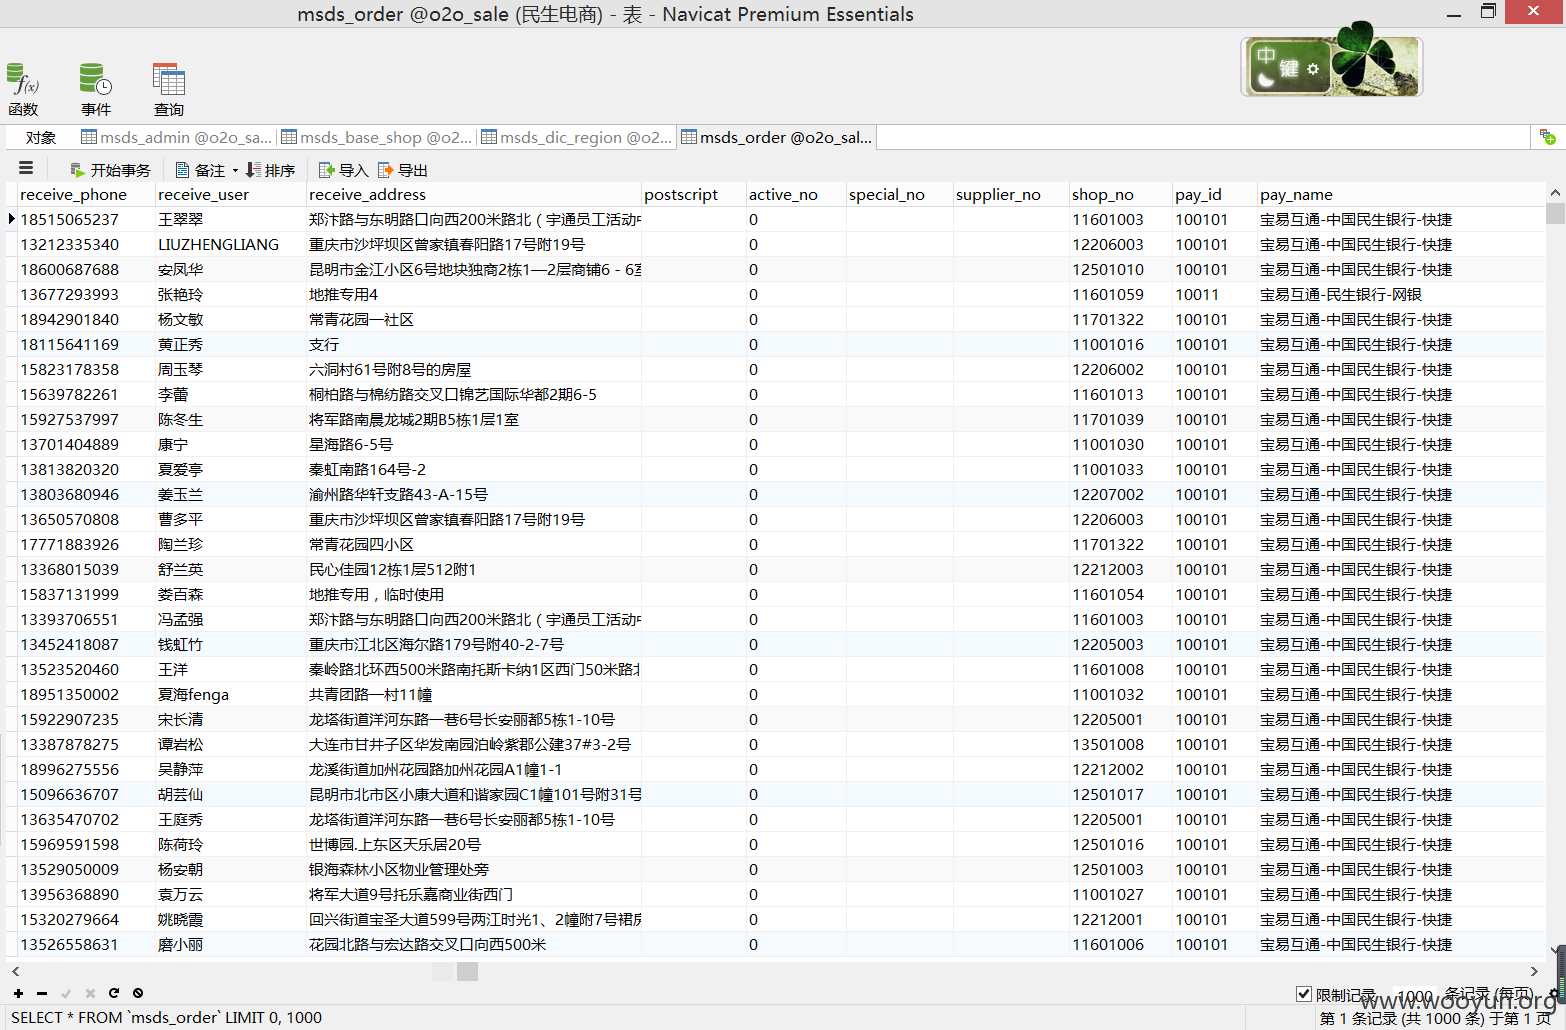 msds_order @o2o_sale (民生电商) - 表 - Navicat Premium Essentials
中 键
函数 事件 查询
对象 msds_admin @o2o_sa... msds_base_shop @o2... msds_dic_region @o2... msds_order @o2o_sal...
开始事务 备注 排序 导入 导出
receive_phone receive_user receive_address postscript active_no special_no supplier_no shop_no pay_id pay_name
18515065237 王翠翠 郑汴路与东明路口向西200米路北（宇通员工活动中 0 11601003 100101 宝易互通-中国民生银行-快捷
13212335340 LIUZHENGLIANG 重庆市沙坪坝区曾家镇春阳路17号附19号 0 12206003 100101 宝易互通-中国民生银行-快捷
18600687688 安凤华 昆明市金江小区6号地块独商2栋1—2层商铺6－6室 0 12501010 100101 宝易互通-中国民生银行-快捷
13677293993 张艳玲 地推专用4 0 11601059 10011 宝易互通-民生银行-网银
18942901840 杨文敏 常青花园一社区 0 11701322 100101 宝易互通-中国民生银行-快捷
18115641169 黄正秀 支行 0 11001016 100101 宝易互通-中国民生银行-快捷
15823178358 周玉琴 六洞村61号附8号的房屋 0 12206002 100101 宝易互通-中国民生银行-快捷
15639782261 李蕾 桐柏路与棉纺路交叉口锦艺国际华都2期6-5 0 11601013 100101 宝易互通-中国民生银行-快捷
15927537997 陈冬生 将军路南晨龙城2期B5栋1层1室 0 11701039 100101 宝易互通-中国民生银行-快捷
13701404889 康宁 星海路6-5号 0 11001030 100101 宝易互通-中国民生银行-快捷
13813820320 夏爱亭 秦虹南路164号-2 0 11001033 100101 宝易互通-中国民生银行-快捷
13803680946 姜玉兰 渝州路华轩支路43-A-15号 0 12207002 100101 宝易互通-中国民生银行-快捷
13650570808 曹多平 重庆市沙坪坝区曾家镇春阳路17号附19号 0 12206003 100101 宝易互通-中国民生银行-快捷
17771883926 陶兰珍 常青花园四小区 0 11701322 100101 宝易互通-中国民生银行-快捷
13368015039 舒兰英 民心佳园12栋1层512附1 0 12212003 100101 宝易互通-中国民生银行-快捷
15837131999 娄百森 地推专用，临时使用 0 11601054 100101 宝易互通-中国民生银行-快捷
13393706551 冯孟强 郑汴路与东明路口向西200米路北（宇通员工活动中 0 11601003 100101 宝易互通-中国民生银行-快捷
13452418087 钱虹竹 重庆市江北区海尔路179号附40-2-7号 0 12205003 100101 宝易互通-中国民生银行-快捷
13523520460 王洋 秦岭路北环西500米路南托斯卡纳1区西门50米路北 0 11601008 100101 宝易互通-中国民生银行-快捷
18951350002 夏海fenga 共青团路一村11幢 0 11001032 100101 宝易互通-中国民生银行-快捷
15922907235 宋长清 龙塔街道洋河东路一巷6号长安丽都5栋1-10号 0 12205001 100101 宝易互通-中国民生银行-快捷
13387878275 谭岩松 大连市甘井子区华发南园泊岭紫郡公建37#3-2号 0 13501008 100101 宝易互通-中国民生银行-快捷
18996275556 吴静萍 龙溪街道加州花园路加州花园A1幢1-1 0 12212002 100101 宝易互通-中国民生银行-快捷
15096636707 胡芸仙 昆明市北市区小康大道和谐家园C1幢101号附31号 0 12501017 100101 宝易互通-中国民生银行-快捷
13635470702 王庭秀 龙塔街道洋河东路一巷6号长安丽都5栋1-10号 0 12205001 100101 宝易互通-中国民生银行-快捷
15969591598 陈荷玲 世博园.上东区天乐居20号 0 12501016 100101 宝易互通-中国民生银行-快捷
13529050009 杨安朝 银海森林小区物业管理处旁 0 12501003 100101 宝易互通-中国民生银行-快捷
13956368890 袁万云 将军大道9号托乐嘉商业街西门 0 11001027 100101 宝易互通-中国民生银行-快捷
15320279664 姚晓霞 回兴街道宝圣大道599号两江时光1、2幢附7号裙房 0 12212001 100101 宝易互通-中国民生银行-快捷
13526558631 磨小丽 花园北路与宏达路交叉口向西500米 0 11601006 100101 宝易互通-中国民生银行-快捷
限制记录 1000 条记录 (每页)
www.wooyun.org
SELECT * FROM `msds_order` LIMIT 0, 1000 第 1 条记录 (共 1000 条) 于第 1 页